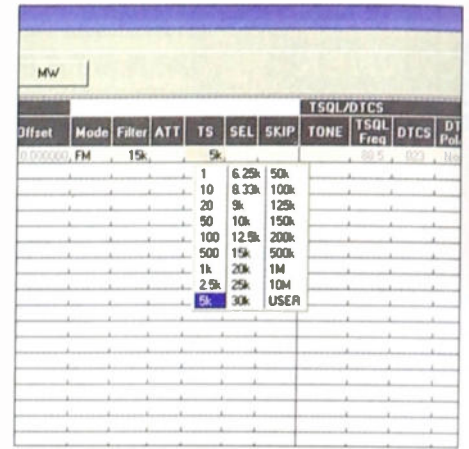 MW
TSQL/DTCS
Offset Mode Filter ATT TS SEL SKIP TONE TSQL Freq DTCS DT Pola
0.000000 FM 15k 5k 88.5 023
1 6.25k 50k
10 8.33k 100k
20 9k 125k
50 10k 150k
100 12.5k 200k
500 15k 500k
1k 20k 1M
2.5k 25k 10M
5k 30k USER